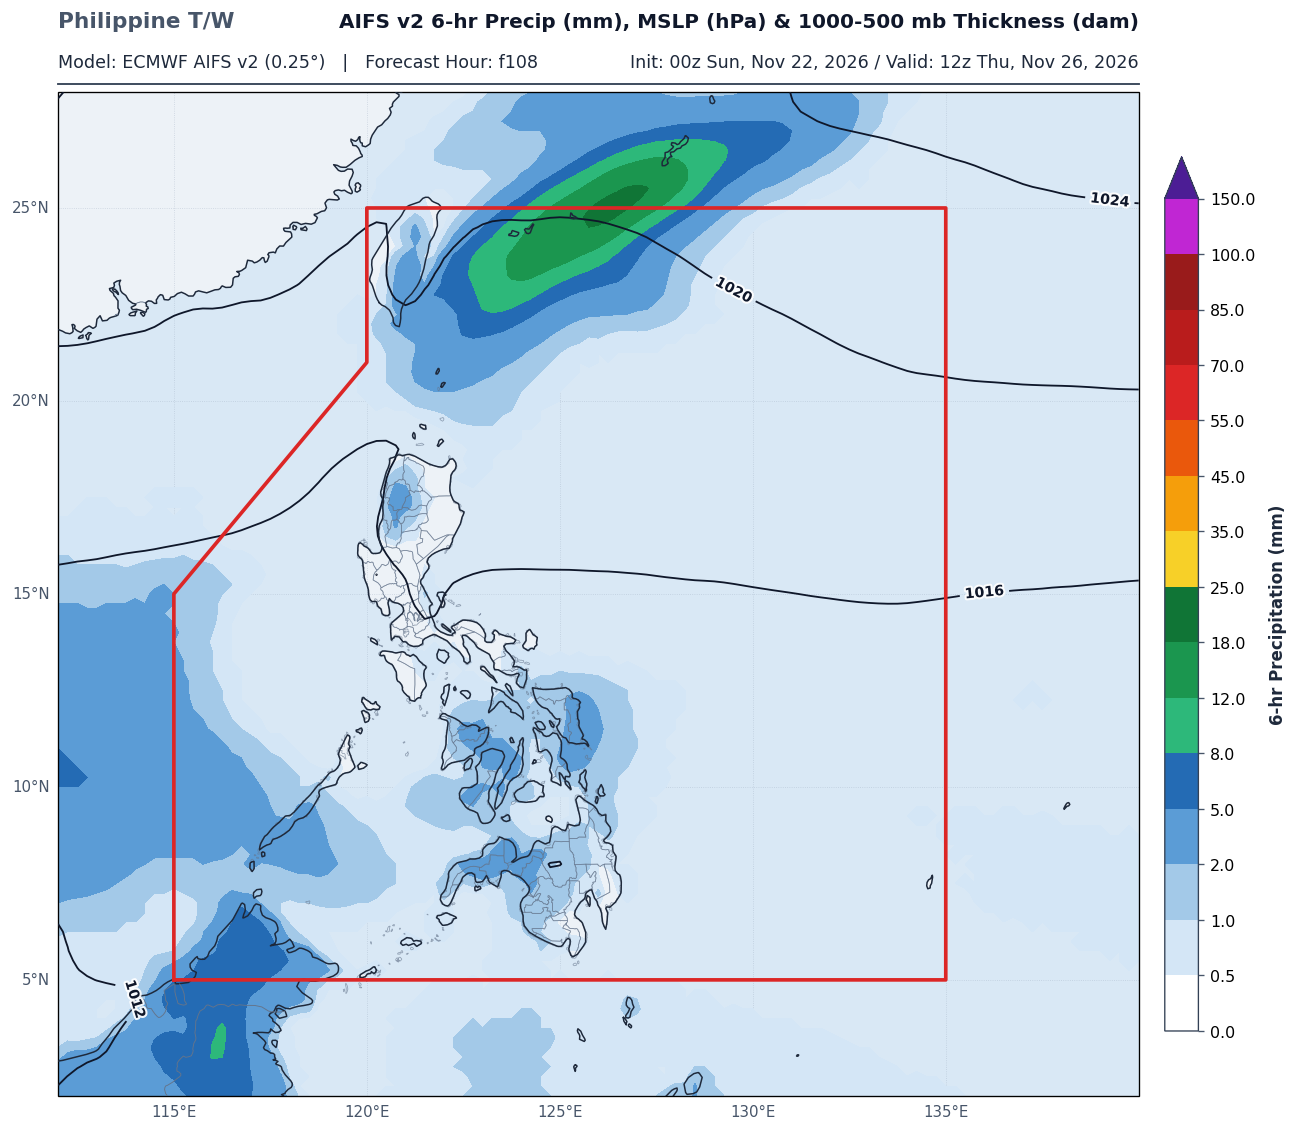 Philippine T/W
AIFS v2 6-hr Precip (mm), MSLP (hPa) & 1000-500 mb Thickness (dam)
Model: ECMWF AIFS v2 (0.25°)   |   Forecast Hour: f108
Init: 00z Sun, Nov 22, 2026 / Valid: 12z Thu, Nov 26, 2026
25°N
20°N
15°N
10°N
5°N
115°E
120°E
125°E
130°E
135°E
1024
1020
1016
1012
150.0
100.0
85.0
70.0
55.0
45.0
35.0
25.0
18.0
12.0
8.0
5.0
2.0
1.0
0.5
0.0
6-hr Precipitation (mm)